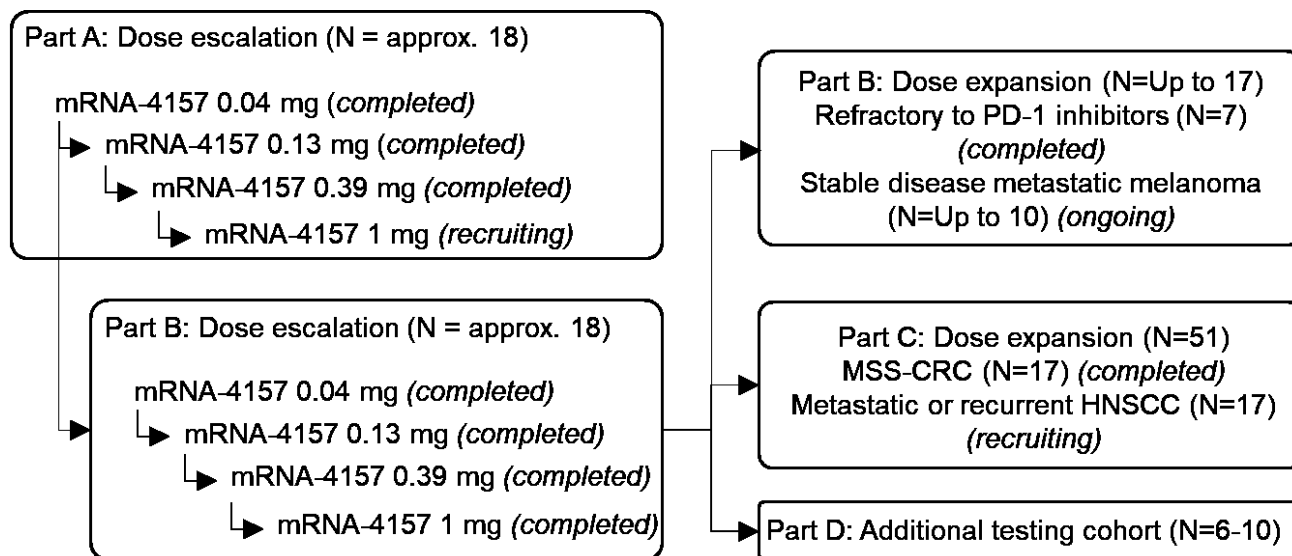 Part A: Dose escalation (N = approx. 18)
mRNA-4157 0.04 mg (completed)
mRNA-4157 0.13 mg (completed)
mRNA-4157 0.39 mg (completed)
mRNA-4157 1 mg (recruiting)
Part B: Dose escalation (N = approx. 18)
mRNA-4157 0.04 mg (completed)
mRNA-4157 0.13 mg (completed)
mRNA-4157 0.39 mg (completed)
mRNA-4157 1 mg (completed)
Part B: Dose expansion (N=Up to 17)
Refractory to PD-1 inhibitors (N=7)
(completed)
Stable disease metastatic melanoma
(N=Up to 10) (ongoing)
Part C: Dose expansion (N=51)
MSS-CRC (N=17) (completed)
Metastatic or recurrent HNSCC (N=17)
(recruiting)
Part D: Additional testing cohort (N=6-10)